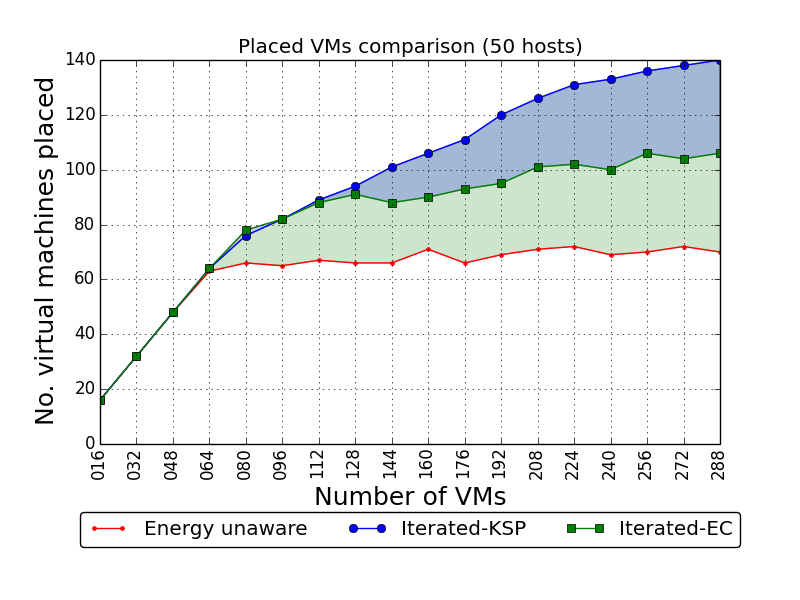 Placed VMs comparison (50 hosts)
No. virtual machines placed
140
120
100
80
60
40
20
0
016 032 048 064 080 096 112 128 144 160 176 192 208 224 240 256 272 288
Number of VMs
Energy unaware Iterated-KSP Iterated-EC